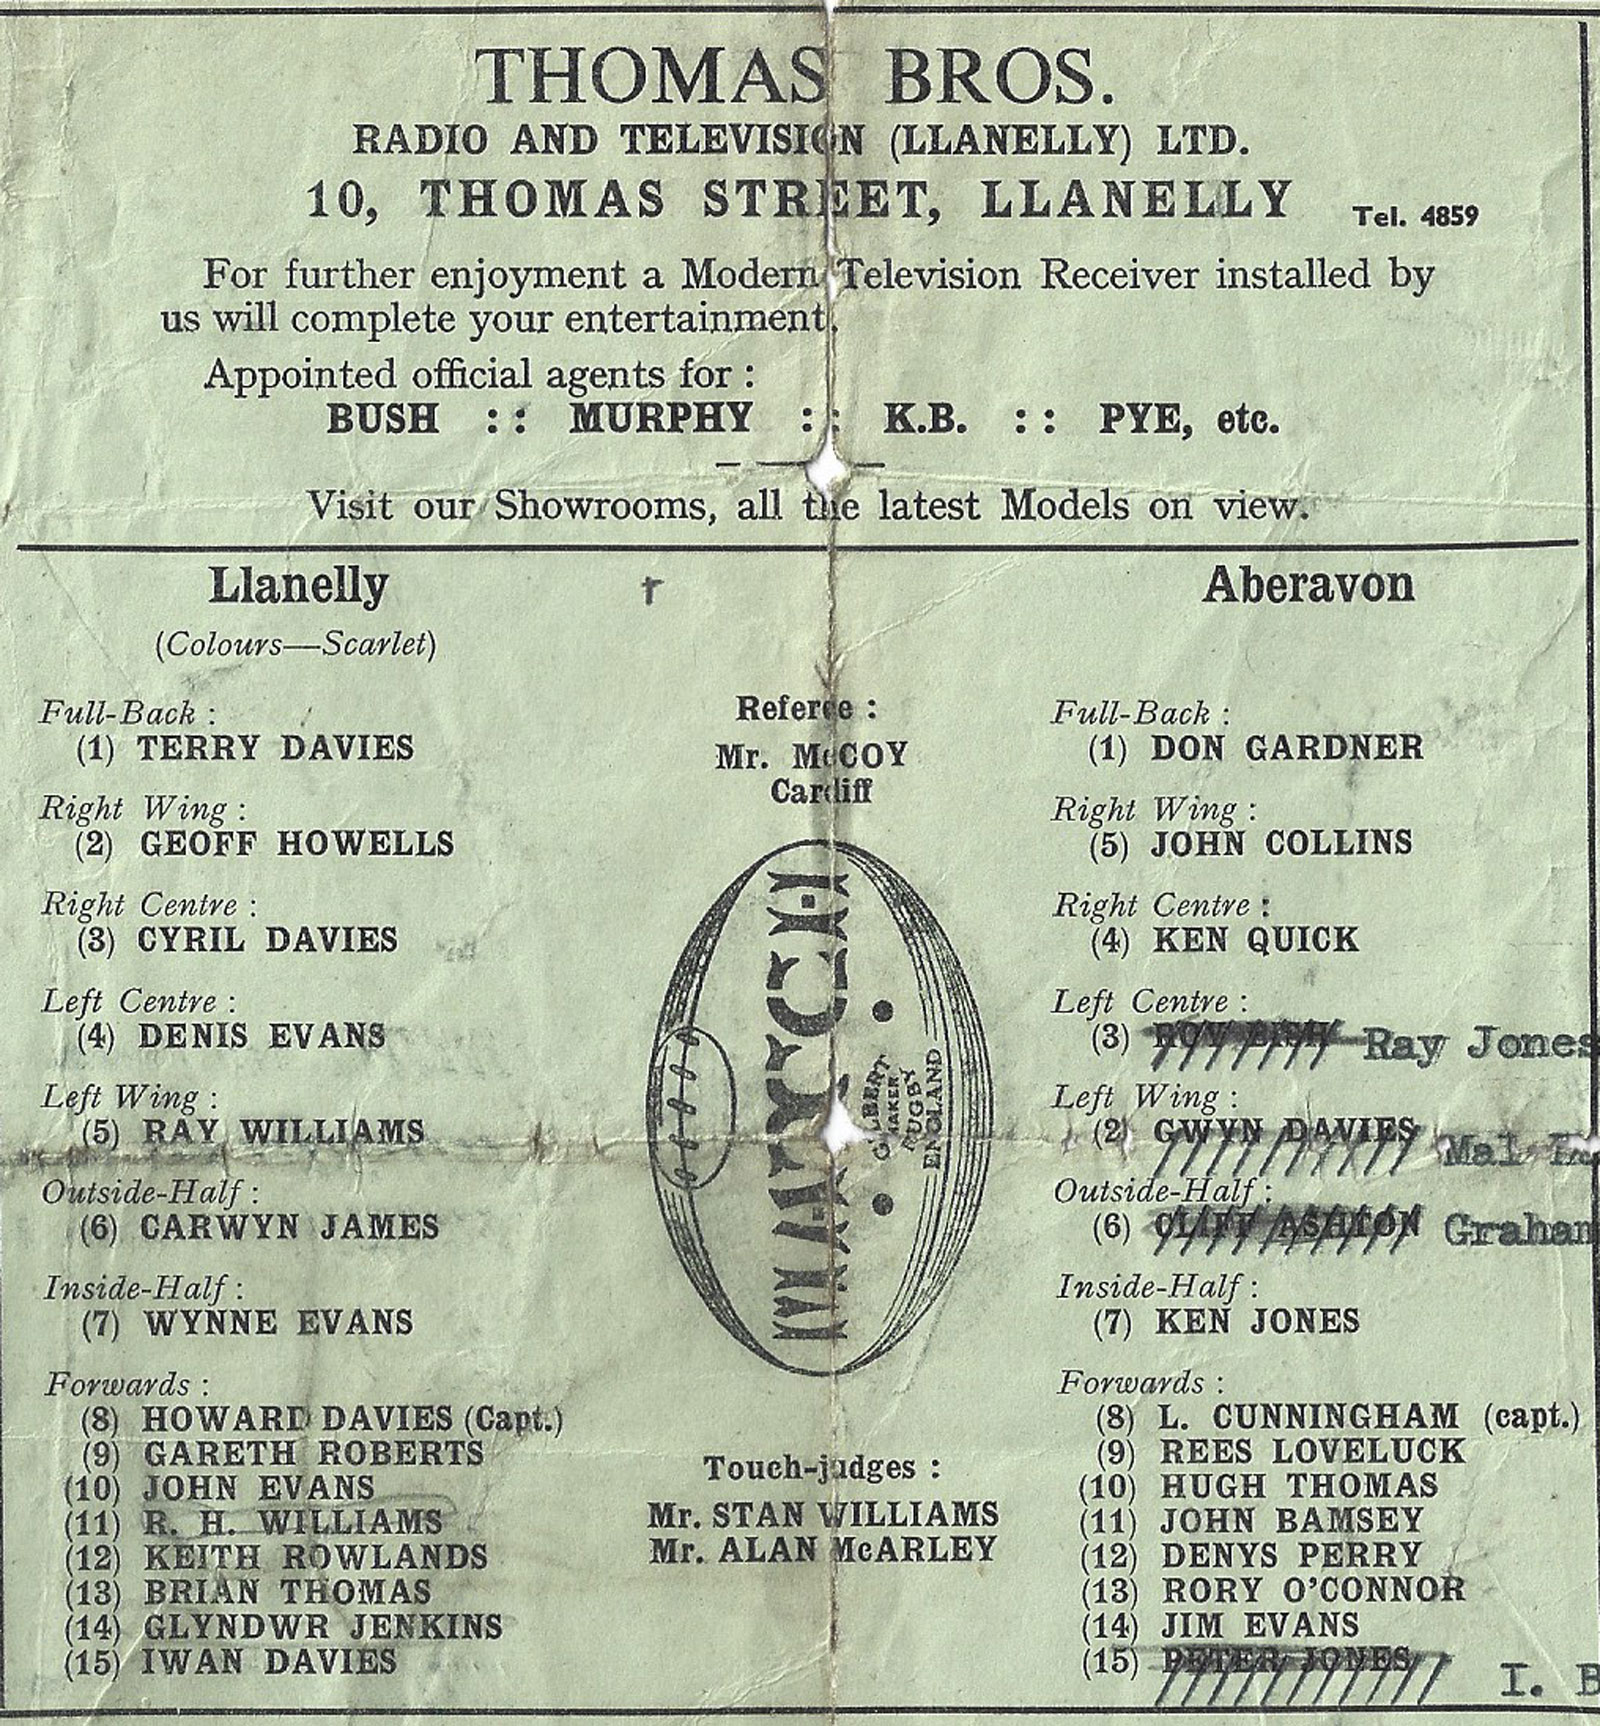 THOMAS BROS.
RADIO AND TELEVISION (LLANELLY) LTD.
10, THOMAS STREET, LLANELLY Tel. 4859
For further enjoyment a Modern Television Receiver installed by
us will complete your entertainment.
Appointed official agents for :
BUSH :: MURPHY :: K.B. :: PYE, etc.
Visit our Showrooms, all the latest Models on view.
Llanelly
(Colours—Scarlet)
Full-Back :
(1) TERRY DAVIES
Right Wing :
(2) GEOFF HOWELLS
Right Centre :
(3) CYRIL DAVIES
Left Centre :
(4) DENIS EVANS
Left Wing :
(5) RAY WILLIAMS
Outside-Half :
(6) CARWYN JAMES
Inside-Half :
(7) WYNNE EVANS
Forwards :
(8) HOWARD DAVIES (Capt.)
(9) GARETH ROBERTS
(10) JOHN EVANS
(11) R. H. WILLIAMS
(12) KEITH ROWLANDS
(13) BRIAN THOMAS
(14) GLYNDWR JENKINS
(15) IWAN DAVIES
Referee :
Mr. McCOY
Cardiff
MATCH
GILBERT
MAKER
RUGBY
ENGLAND
Touch-judges :
Mr. STAN WILLIAMS
Mr. ALAN McARLEY
Aberavon
Full-Back :
(1) DON GARDNER
Right Wing :
(5) JOHN COLLINS
Right Centre :
(4) KEN QUICK
Left Centre :
(3) ROY BISH Ray Jones
Left Wing :
(2) GWYN DAVIES Mal
Outside-Half :
(6) CLIFF ASHTON Graham
Inside-Half :
(7) KEN JONES
Forwards :
(8) L. CUNNINGHAM (capt.)
(9) REES LOVELUCK
(10) HUGH THOMAS
(11) JOHN BAMSEY
(12) DENYS PERRY
(13) RORY O'CONNOR
(14) JIM EVANS
(15) PETER JONES I. B